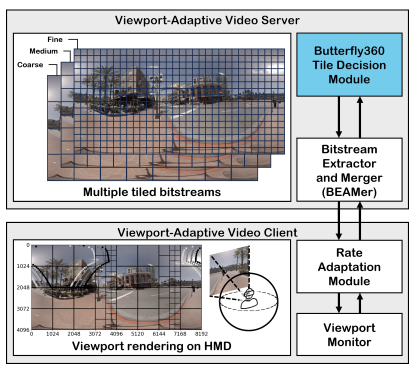 Viewport-Adaptive Video Server
Fine
Medium
Coarse
Multiple tiled bitstreams
Butterfly360
Tile Decision
Module
Bitstream
Extractor
and Merger
(BEAMer)
Viewport-Adaptive Video Client
0
1024
2048
3072
4096
0 1024 2048 3072 4096 5120 6144 7168 8192
Viewport rendering on HMD
Rate
Adaptation
Module
Viewport
Monitor